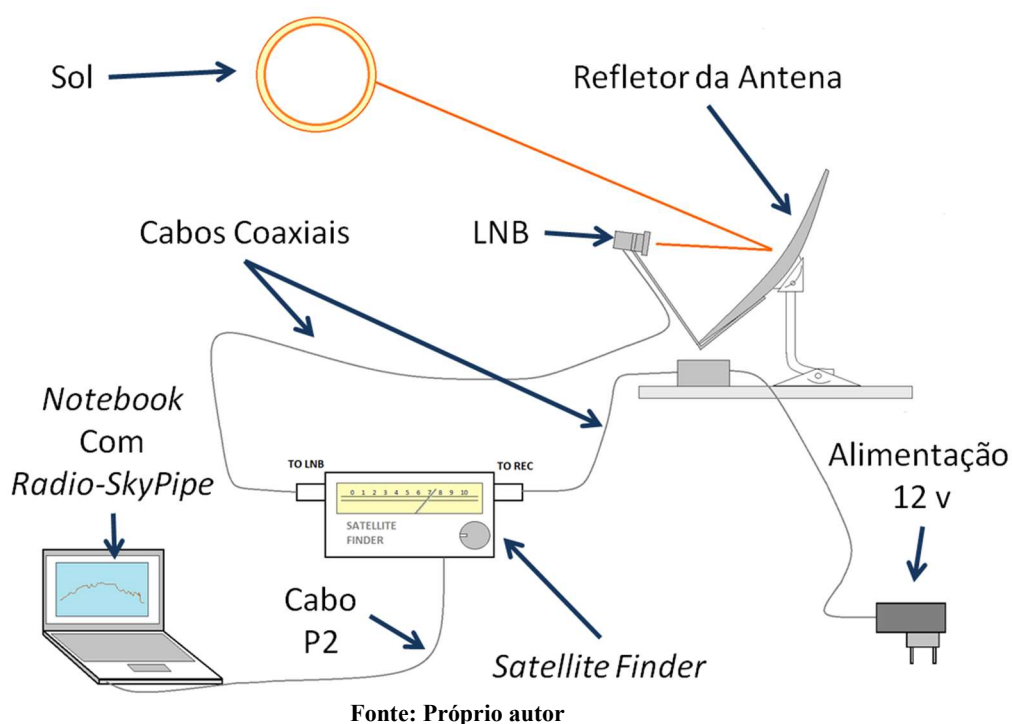 Sol
Refletor da Antena
Cabos Coaxiais
LNB
Notebook
Com
Radio-SkyPipe
TO LNB
TO REC
0 1 2 3 4 5 6 7 8 9 10
SATELLITE
FINDER
Alimentação
12 v
Cabo
P2
Satellite Finder
Fonte: Próprio autor